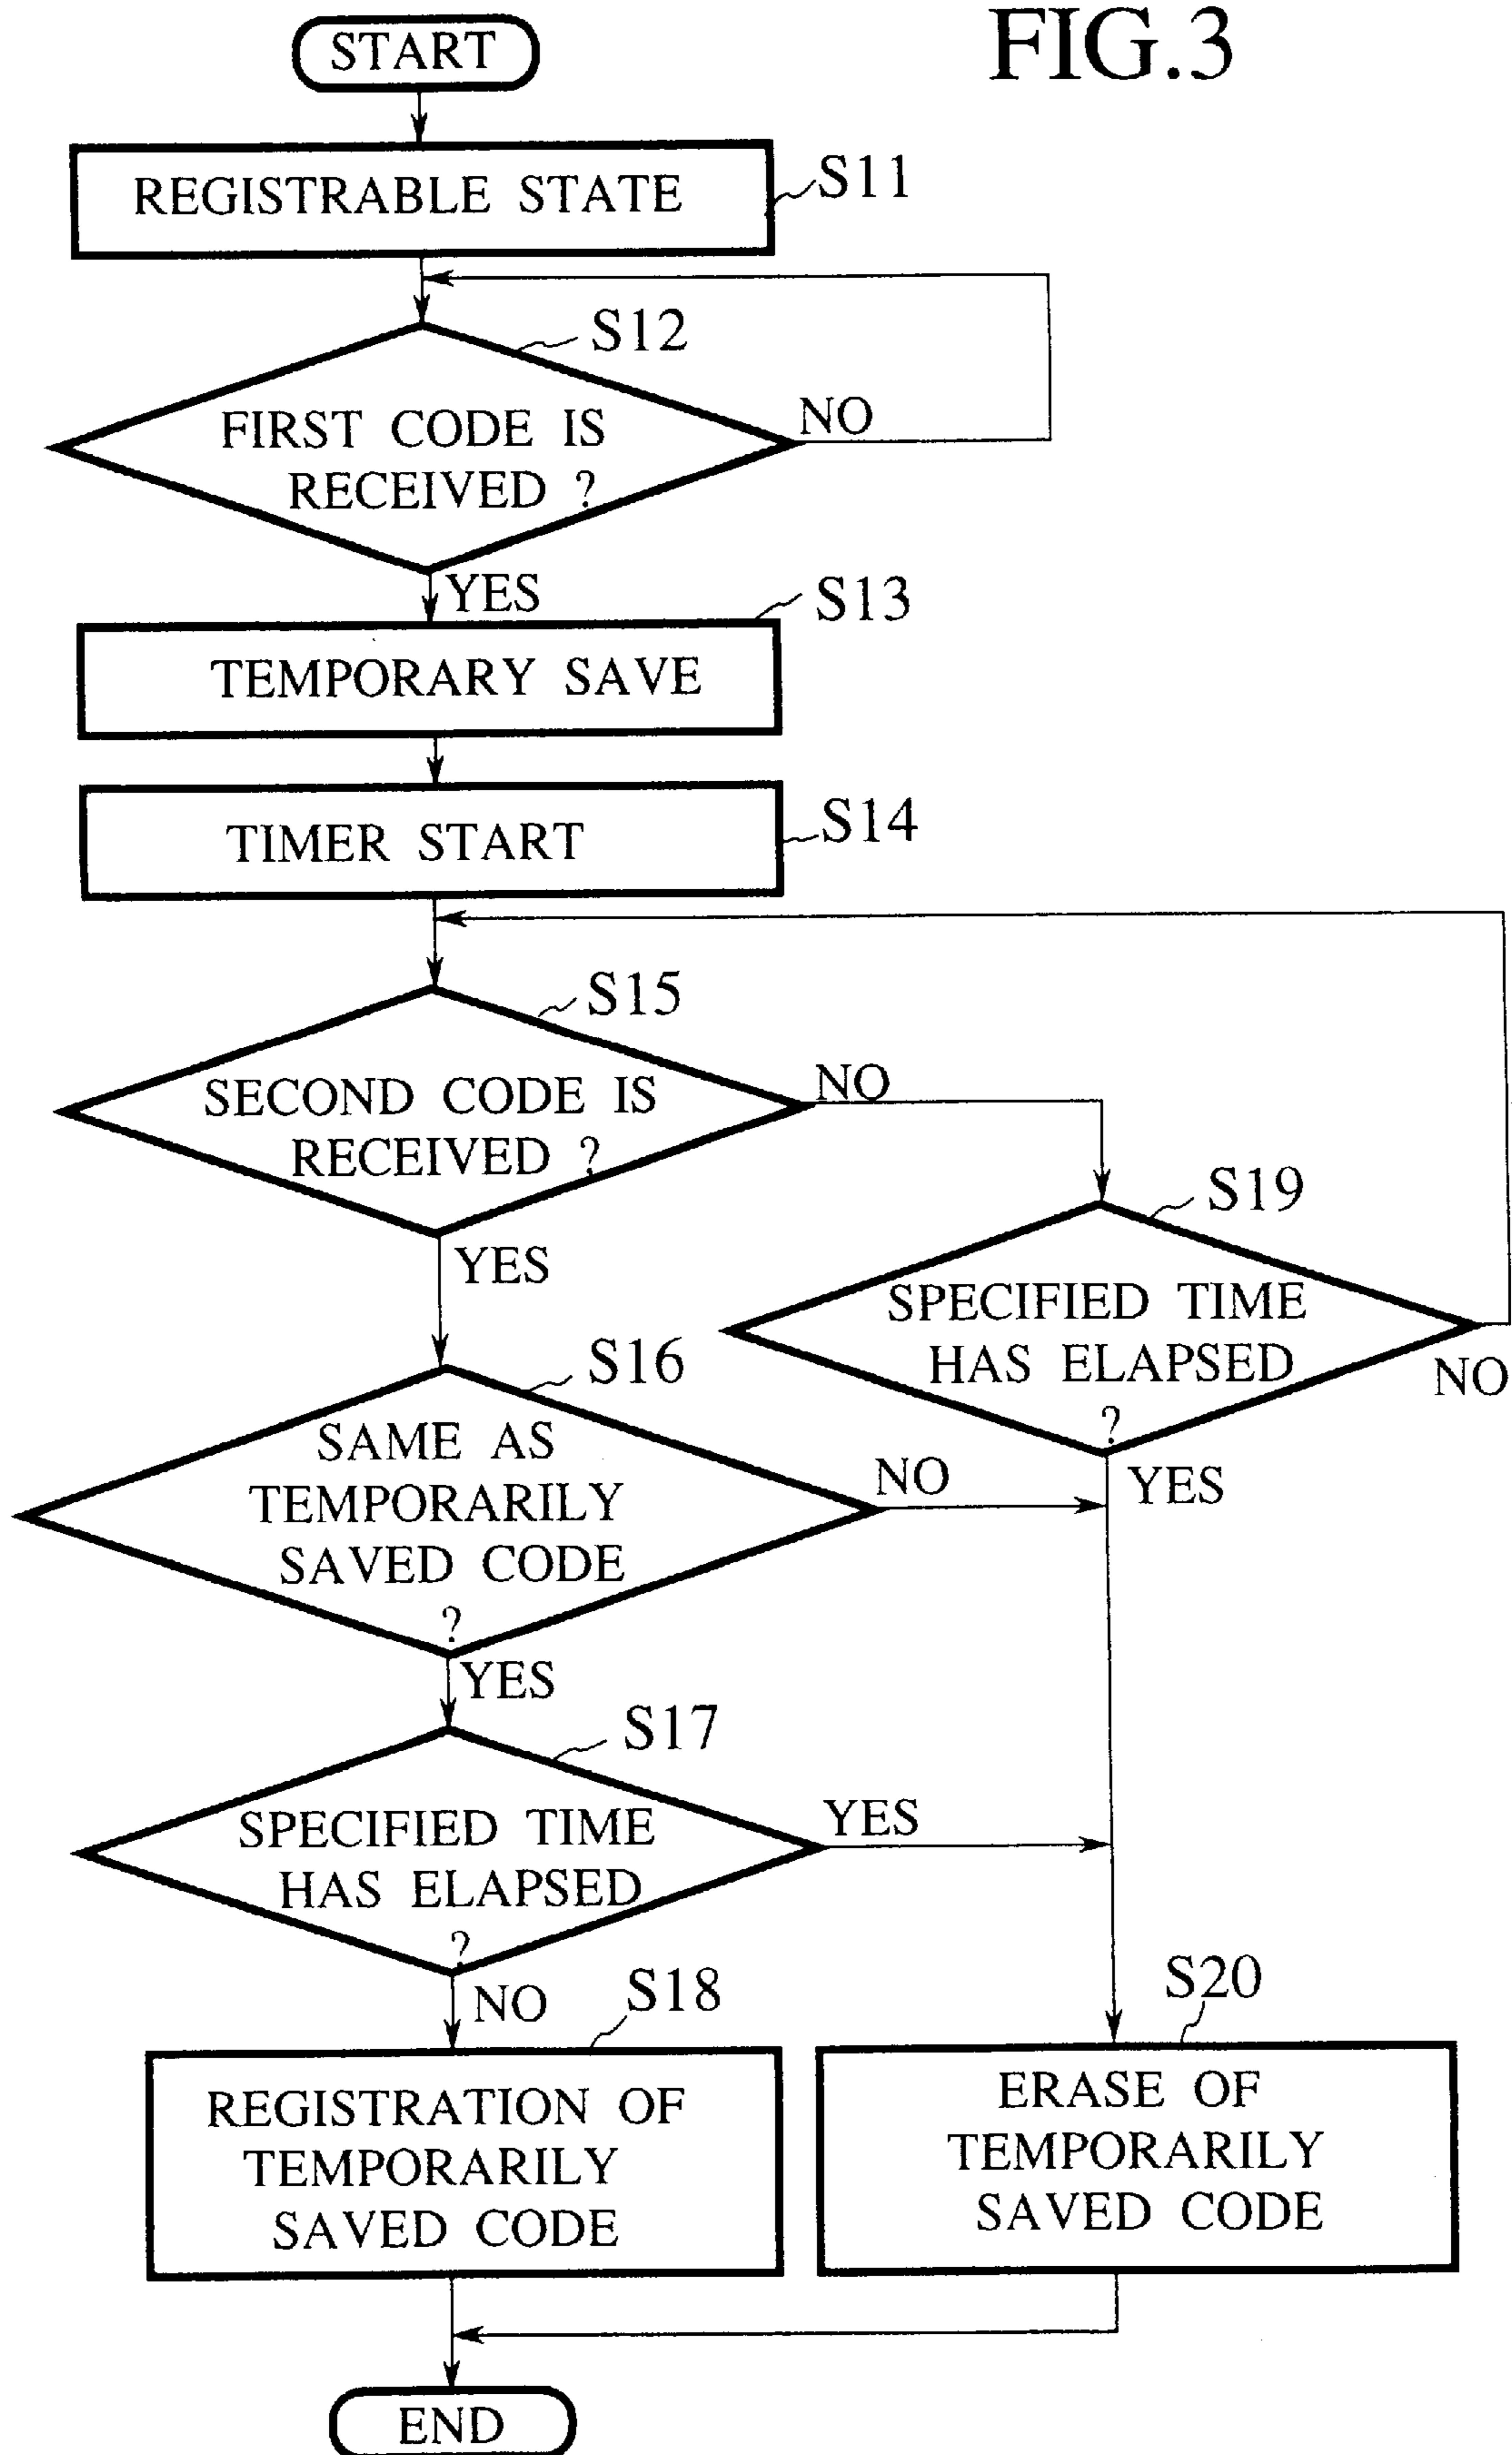 FIG.3
START
REGISTRABLE STATE
S11
S12
FIRST CODE IS
RECEIVED ?
NO
YES
S13
TEMPORARY SAVE
TIMER START
S14
S15
SECOND CODE IS
RECEIVED ?
NO
YES
S19
SPECIFIED TIME
HAS ELAPSED
?
NO
YES
S16
SAME AS
TEMPORARILY
SAVED CODE
?
NO
YES
S17
SPECIFIED TIME
HAS ELAPSED
?
YES
NO
S18
REGISTRATION OF
TEMPORARILY
SAVED CODE
S20
ERASE OF
TEMPORARILY
SAVED CODE
END